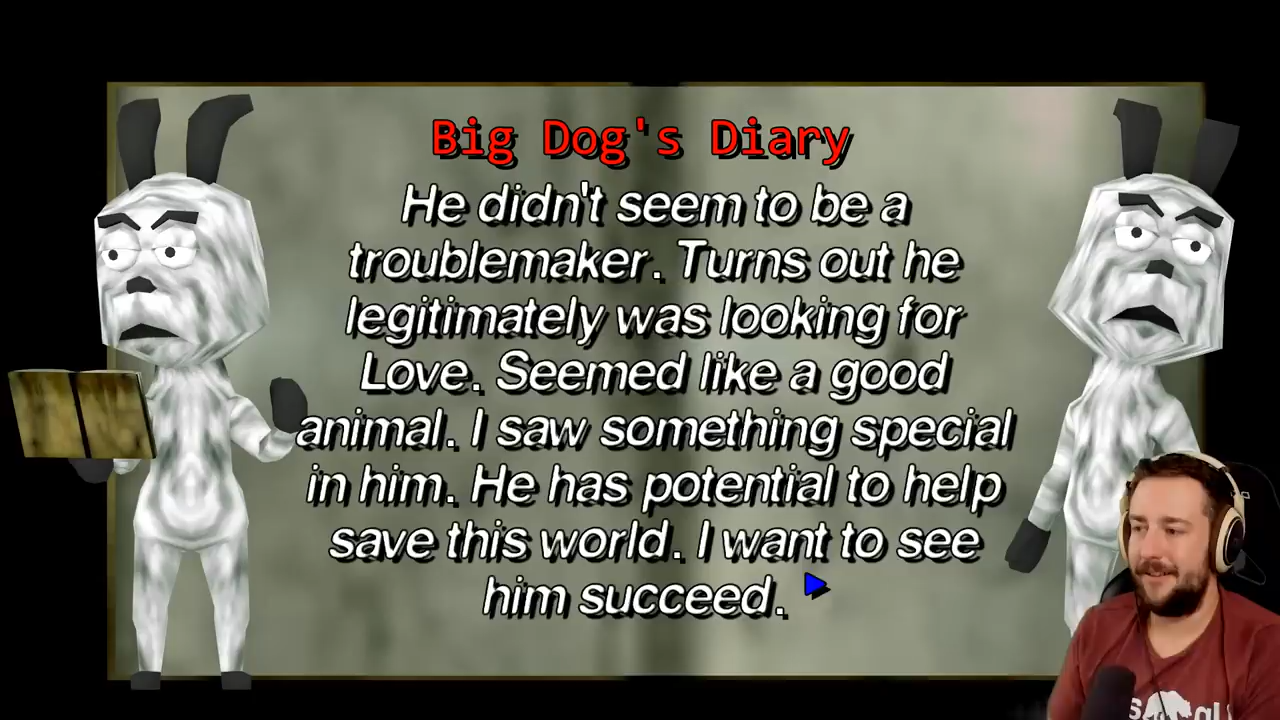 Big Dog's Diary
He didn't seem to be a
troublemaker. Turns out he
legitimately was looking for
Love. Seemed like a good
animal. I saw something special
in him. He has potential to help
save this world. I want to see
him succeed.